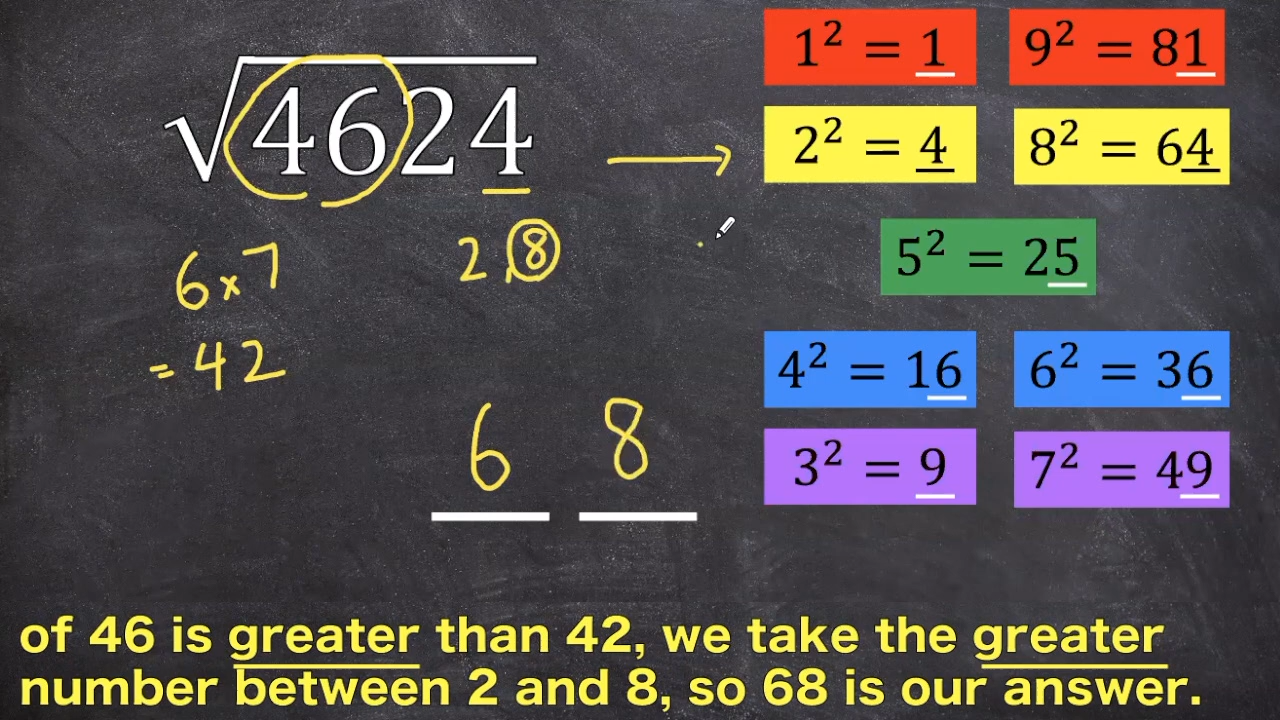 √4624
1² = 1
9² = 81
2² = 4
8² = 64
5² = 25
4² = 16
6² = 36
3² = 9
7² = 49
6 x 7
= 42
2, 8
6 8
of 46 is greater than 42, we take the greater
number between 2 and 8, so 68 is our answer.